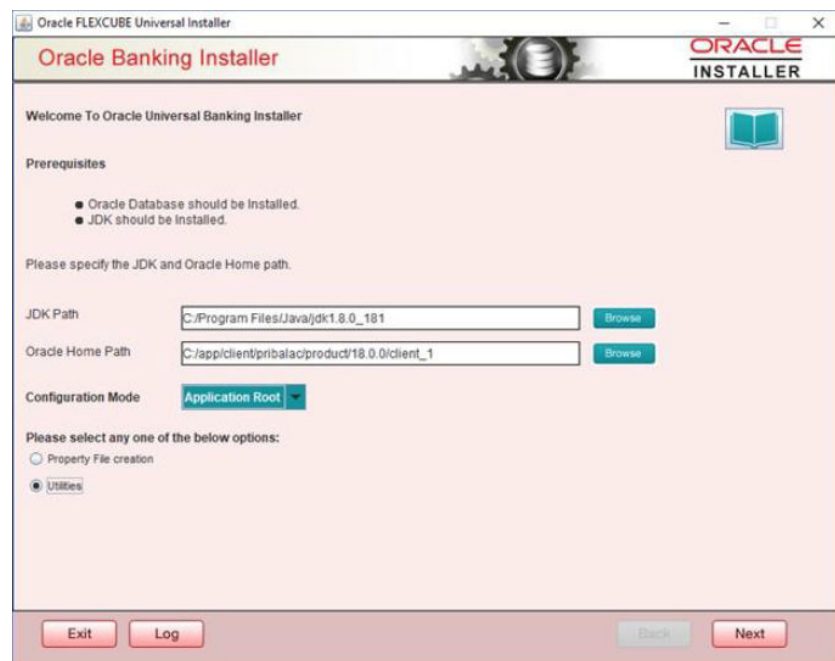 Oracle FLEXCUBE Universal Installer
Oracle Banking Installer
ORACLE
INSTALLER
Welcome To Oracle Universal Banking Installer
Prerequisites
● Oracle Database should be Installed.
● JDK should be Installed.
Please specify the JDK and Oracle Home path.
JDK Path C:/Program Files/Java/jdk1.8.0_181 Browse
Oracle Home Path C:/app/client/pribalac/product/18.0.0/client_1 Browse
Configuration Mode Application Root
Please select any one of the below options:
Property File creation
Utilities
Exit Log Back Next